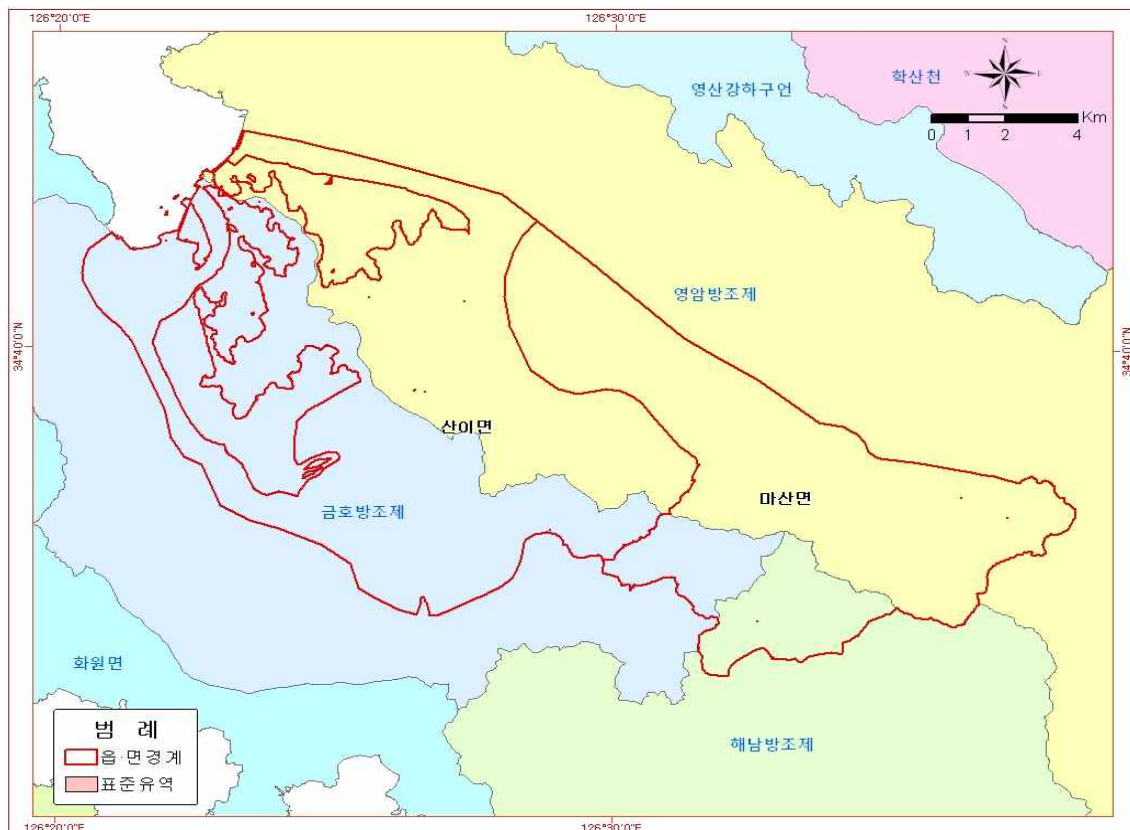 126°20'0"E
126°30'0"E
N
W
E
S
Km
0 1 2 4
학산천
영산강하구언
영암방조제
34°40'0"N
34°40'0"N
산이면
마산면
금호방조제
화원면
해남방조제
범 례
읍·면경계
표준유역
126°20'0"E
126°30'0"E